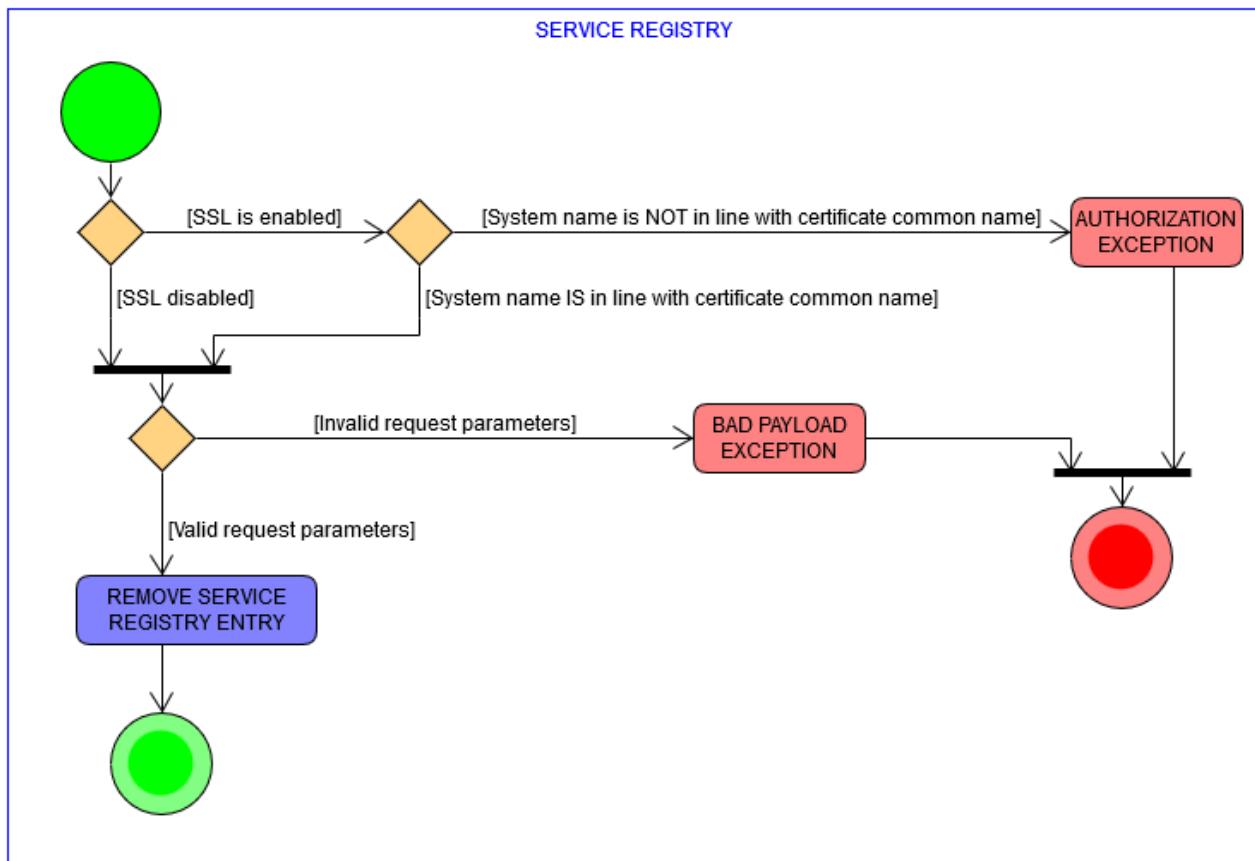 SERVICE REGISTRY
[SSL is enabled]
[System name is NOT in line with certificate common name]
AUTHORIZATION
EXCEPTION
[SSL disabled]
[System name IS in line with certificate common name]
[Invalid request parameters]
BAD PAYLOAD
EXCEPTION
[Valid request parameters]
REMOVE SERVICE
REGISTRY ENTRY